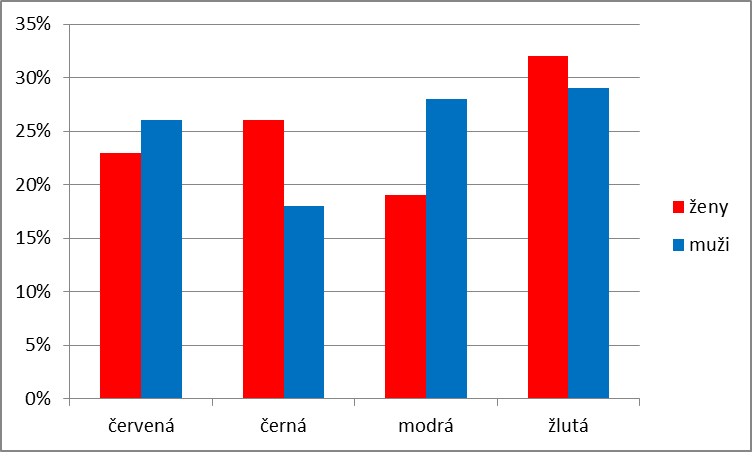 35%
30%
25%
20%
15%
10%
5%
0%
červená černá modrá žlutá
ženy
muži